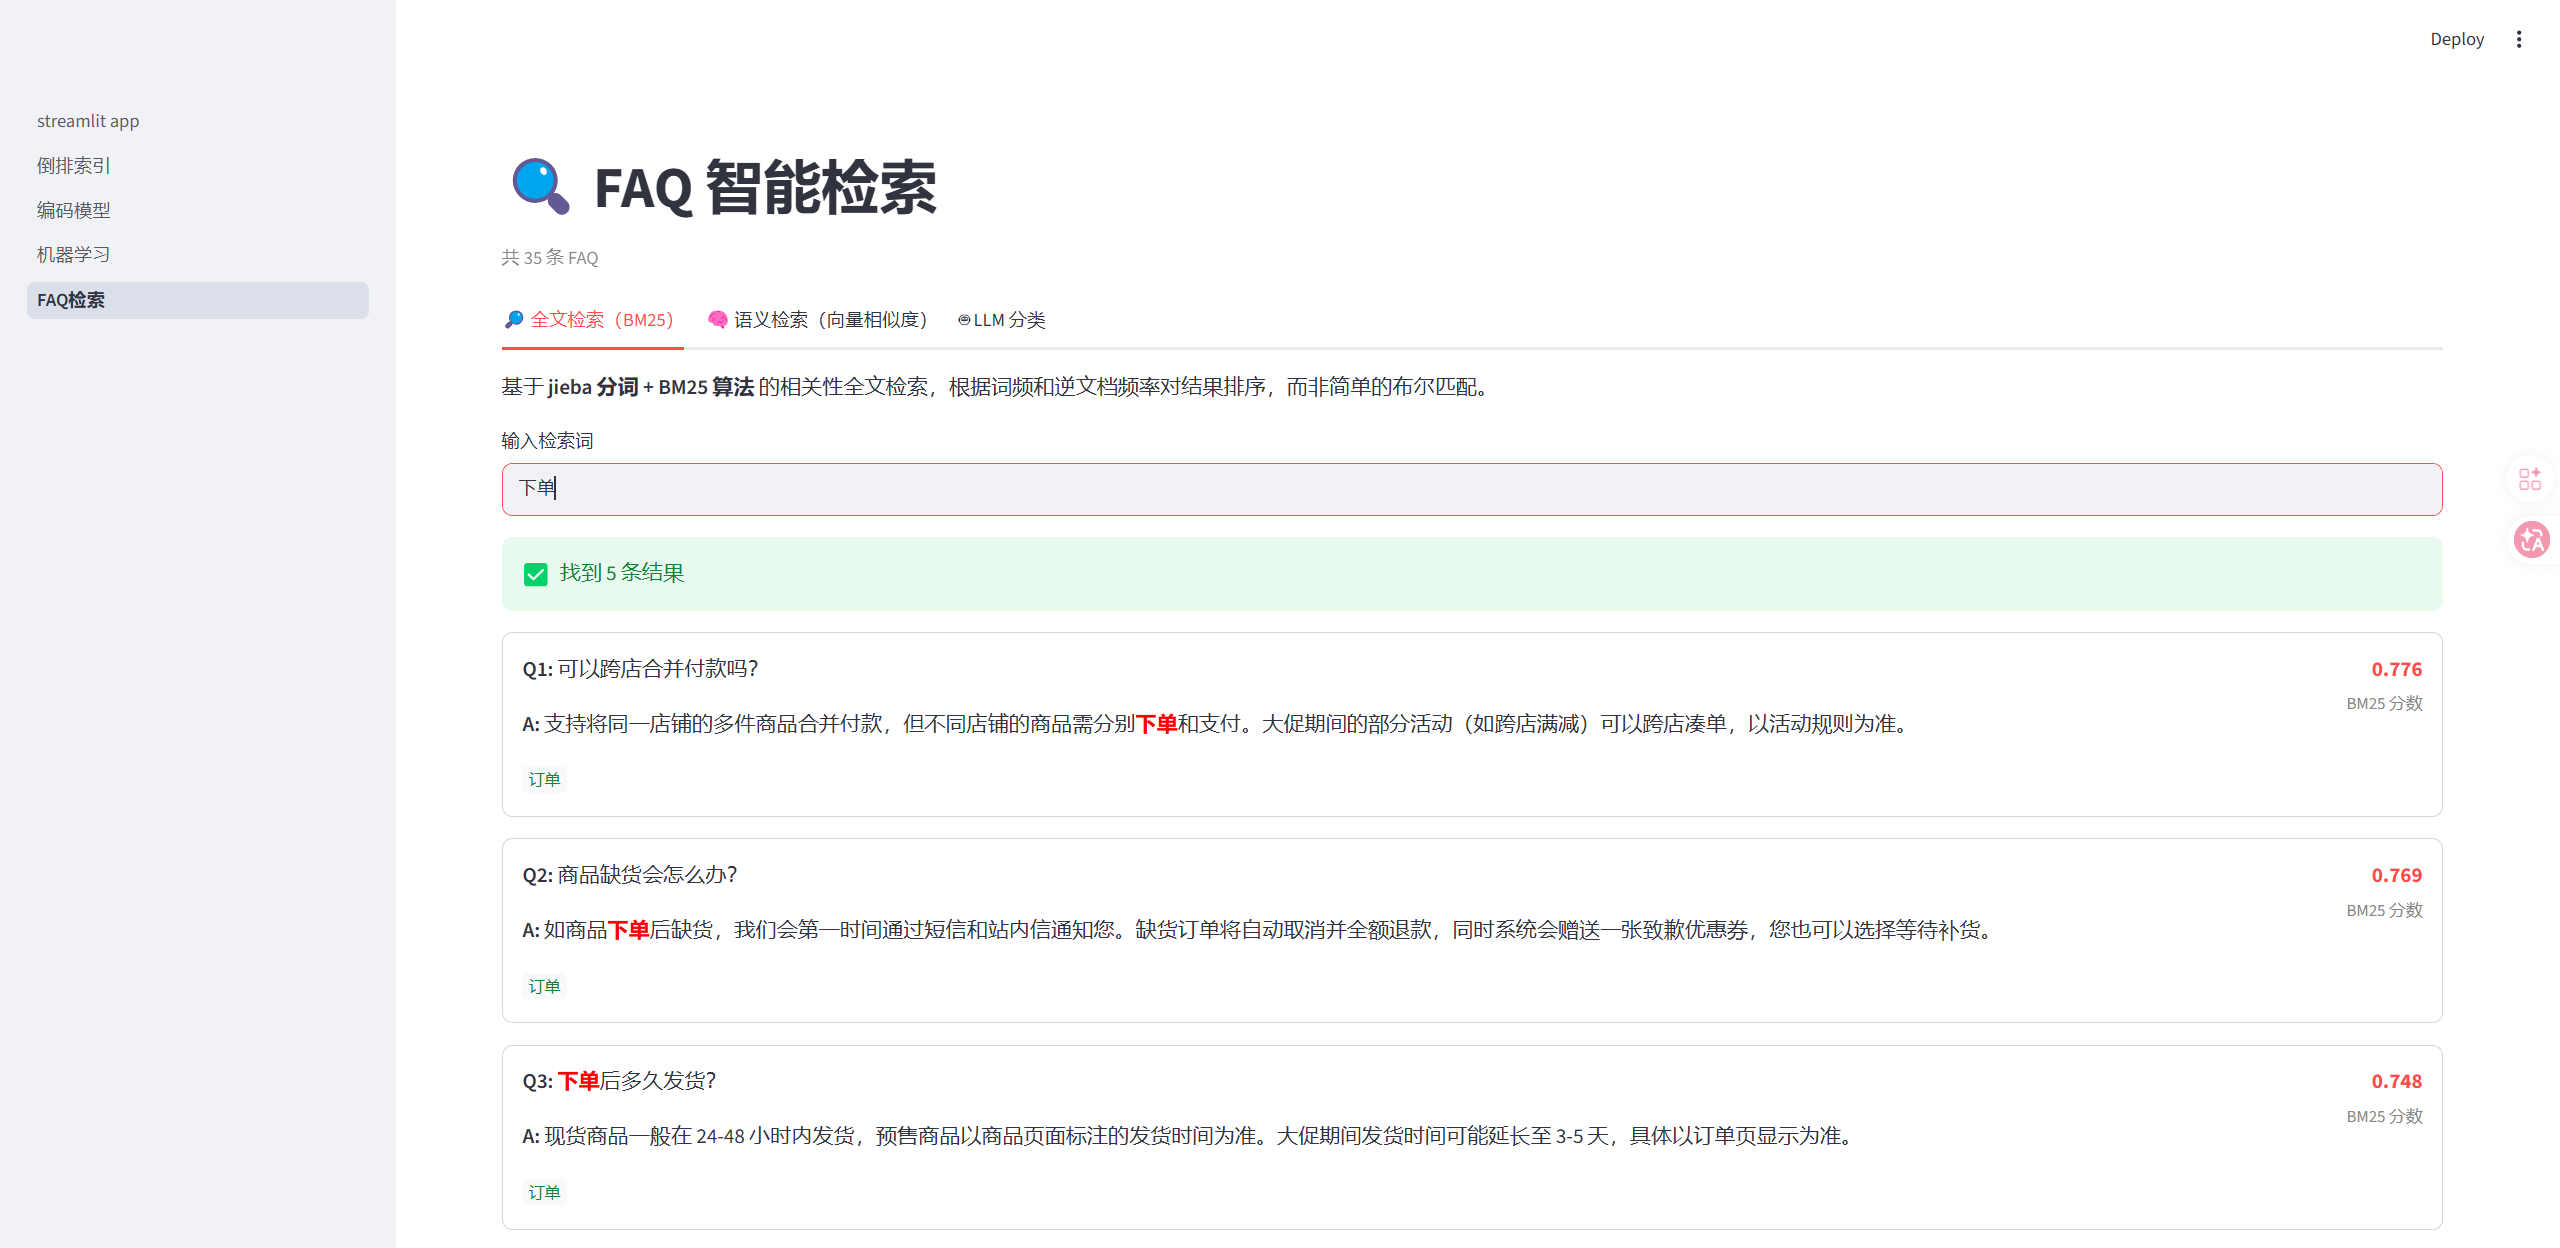 Deploy
streamlit app
倒排索引
编码模型
机器学习
FAQ检索
FAQ 智能检索
共 35 条 FAQ
全文检索（BM25） 语义检索（向量相似度） LLM 分类
基于 jieba 分词 + BM25 算法 的相关性全文检索，根据词频和逆文档频率对结果排序，而非简单的布尔匹配。
输入检索词
下单
找到 5 条结果
Q1: 可以跨店合并付款吗？
0.776
BM25 分数
A: 支持将同一店铺的多件商品合并付款，但不同店铺的商品需分别下单和支付。大促期间的部分活动（如跨店满减）可以跨店凑单，以活动规则为准。
订单
Q2: 商品缺货会怎么办？
0.769
BM25 分数
A: 如商品下单后缺货，我们会第一时间通过短信和站内信通知您。缺货订单将自动取消并全额退款，同时系统会赠送一张致歉优惠券，您也可以选择等待补货。
订单
Q3: 下单后多久发货？
0.748
BM25 分数
A: 现货商品一般在 24-48 小时内发货，预售商品以商品页面标注的发货时间为准。大促期间发货时间可能延长至 3-5 天，具体以订单页显示为准。
订单